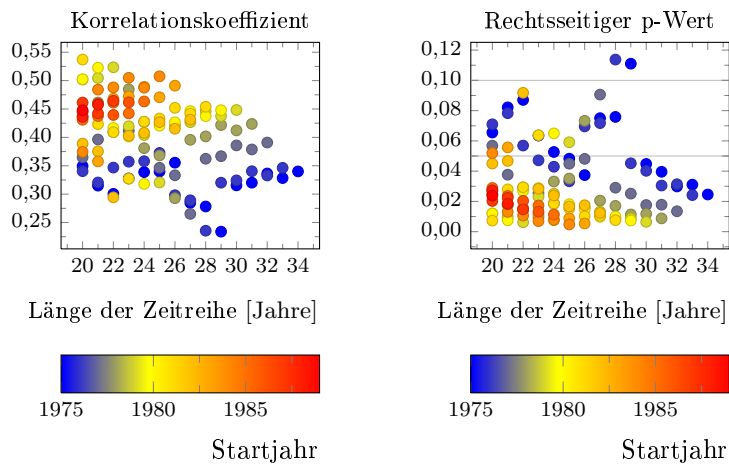 Korrelationskoeffizient
0,55
0,50
0,45
0,40
0,35
0,30
0,25
20 22 24 26 28 30 32 34
Länge der Zeitreihe [Jahre]
1975 1980 1985
Startjahr
Rechtsseitiger p-Wert
0,12
0,10
0,08
0,06
0,04
0,02
0,00
20 22 24 26 28 30 32 34
Länge der Zeitreihe [Jahre]
1975 1980 1985
Startjahr